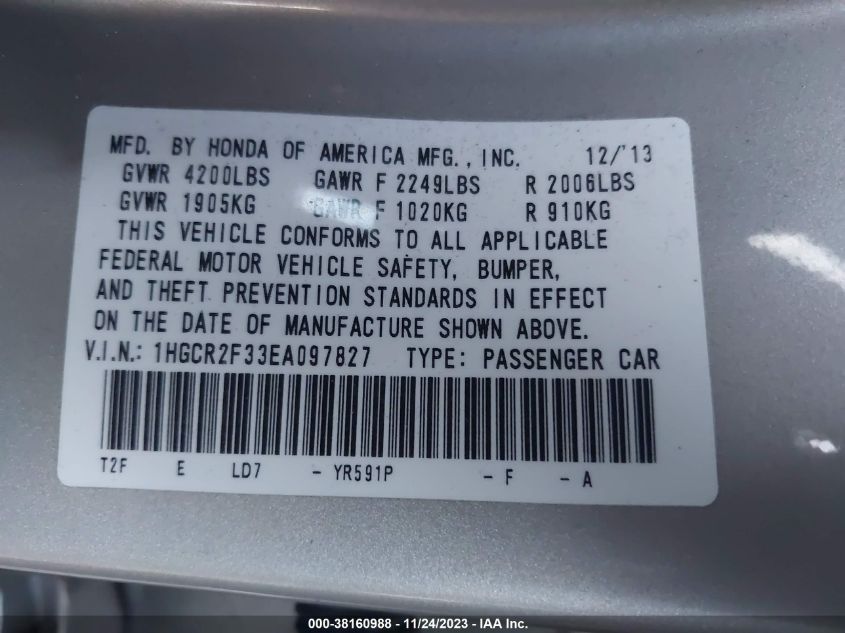 MFD. BY HONDA OF AMERICA MFG., INC. 12/'13
GVWR 4200LBS GAWR F 2249LBS R 2006LBS
GVWR 1905KG GAWR F 1020KG R 910KG
THIS VEHICLE CONFORMS TO ALL APPLICABLE
FEDERAL MOTOR VEHICLE SAFETY, BUMPER,
AND THEFT PREVENTION STANDARDS IN EFFECT
ON THE DATE OF MANUFACTURE SHOWN ABOVE.
V.I.N.: 1HGCR2F33EA097827 TYPE: PASSENGER CAR
T2F E LD7 - YR591P - F - A
000-38160988 - 11/24/2023 - IAA Inc.